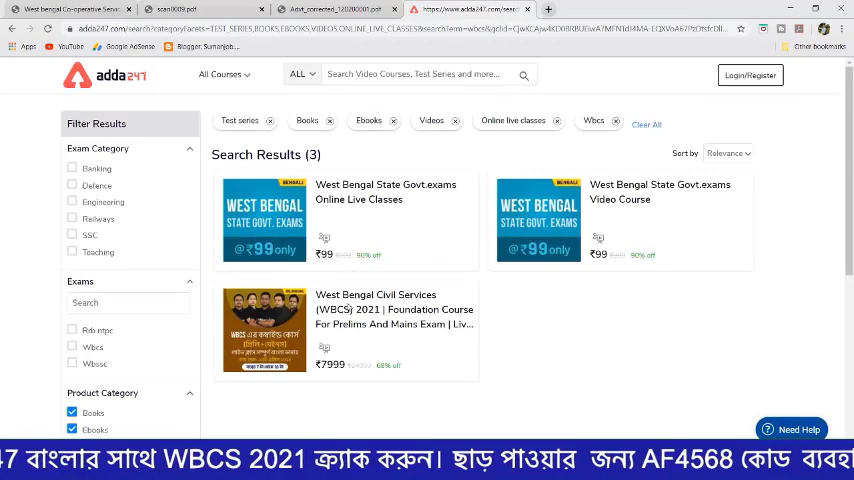 West bengal Co-operative Servic
scan0009.pdf
Advt_corrected_120200001.pdf
https://www.adda247.com/search
adda247.com/search?categoryFacets=TEST_SERIES,BOOKS,EBOOKS,VIDEOS,ONLINE_LIVE_CLASSES&searchTerm=wbcs&gclid=
Apps
YouTube
Google AdSense
Blogger: Sumanjob....
Other bookmarks
adda247
All Courses
ALL
Search Video Courses, Test Series and more...
Login/Register
Filter Results
Test series
Books
Ebooks
Videos
Online live classes
Wbcs
Clear All
Search Results (3)
Sort by
Relevance
Exam Category
Banking
Defence
Engineering
Railways
SSC
Teaching
BENGALI
WEST BENGAL
STATE GOVT. EXAMS
@ ₹99 only
West Bengal State Govt.exams
Online Live Classes
₹99
90% off
BENGALI
WEST BENGAL
STATE GOVT. EXAMS
@ ₹99 only
West Bengal State Govt.exams
Video Course
₹99
90% off
Exams
Search
Rrb ntpc
Wbcs
Wbssc
BILINGUAL
WBCS এর কম্বাইন্ড কোর্স
West Bengal Civil Services
(WBCS) 2021 | Foundation Course
For Prelims And Mains Exam | Liv...
₹7999
68% off
Product Category
Books
Ebooks
Need Help
47 বাংলার সাথে WBCS 2021 ক্র্যাক করুন। ছাড় পাওয়ার জন্য AF4568 কোড ব্যবহা